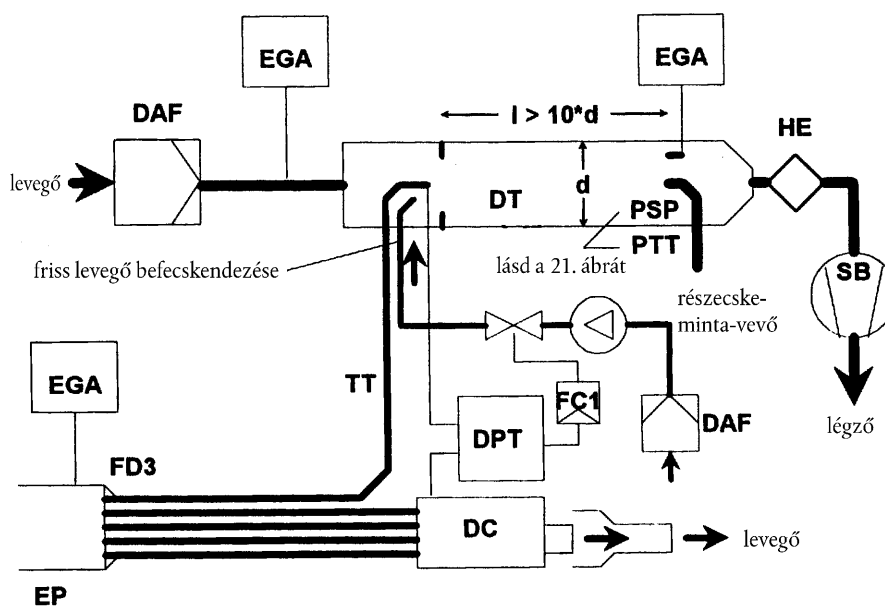 EGA
EGA
DAF
l > 10*d
HE
levegő
d
DT
PSP
PTT
SB
friss levegő befecskendezése
lásd a 21. ábrát
részecske-
minta-vevő
EGA
TT
FC1
DPT
DAF
légző
FD3
DC
levegő
EP